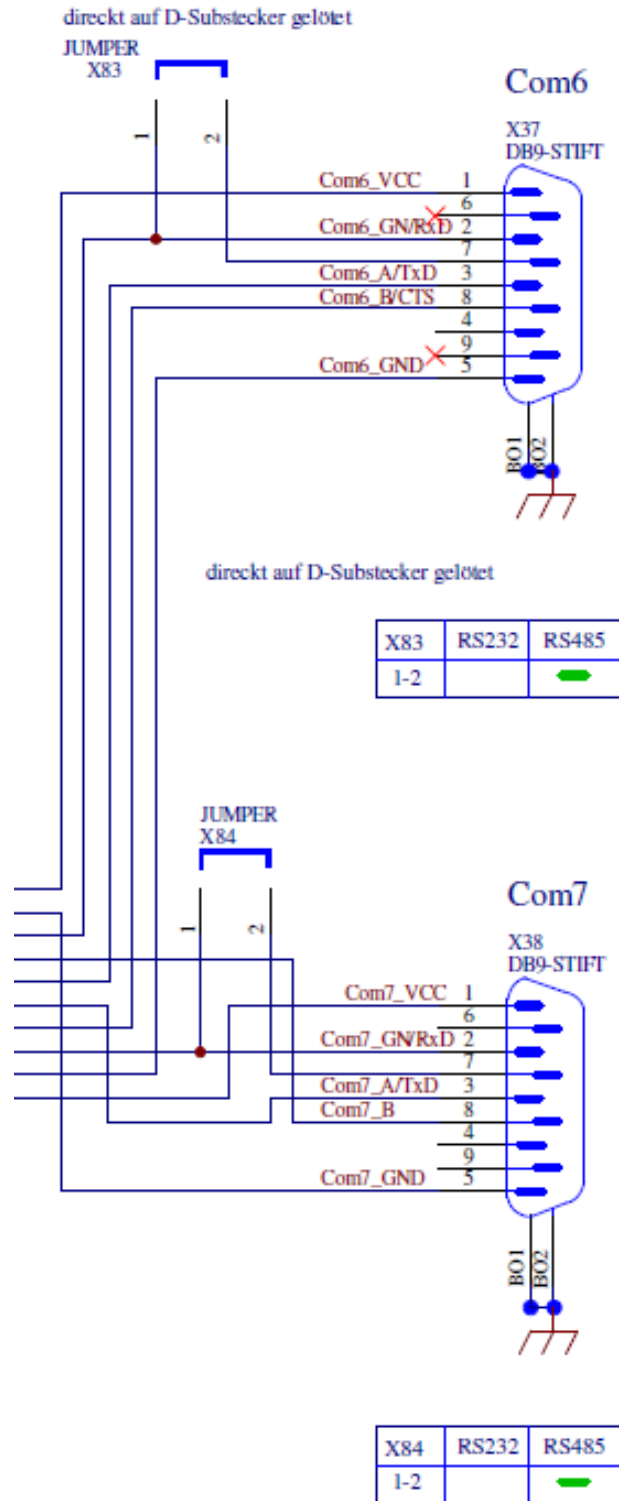 direckt auf D-Substecker gelötet
JUMPER
X83
1
2
Com6
X37
DB9-STIFT
Com6_VCC 1
6
Com6_GN/RxD 2
7
Com6_A/TxD 3
Com6_B/CTS 8
4
9
Com6_GND 5
BO1
BO2
direckt auf D-Substecker gelötet
X83 RS232 RS485
1-2
JUMPER
X84
1
2
Com7
X38
DB9-STIFT
Com7_VCC 1
6
Com7_GN/RxD 2
7
Com7_A/TxD 3
Com7_B 8
4
9
Com7_GND 5
BO1
BO2
X84 RS232 RS485
1-2